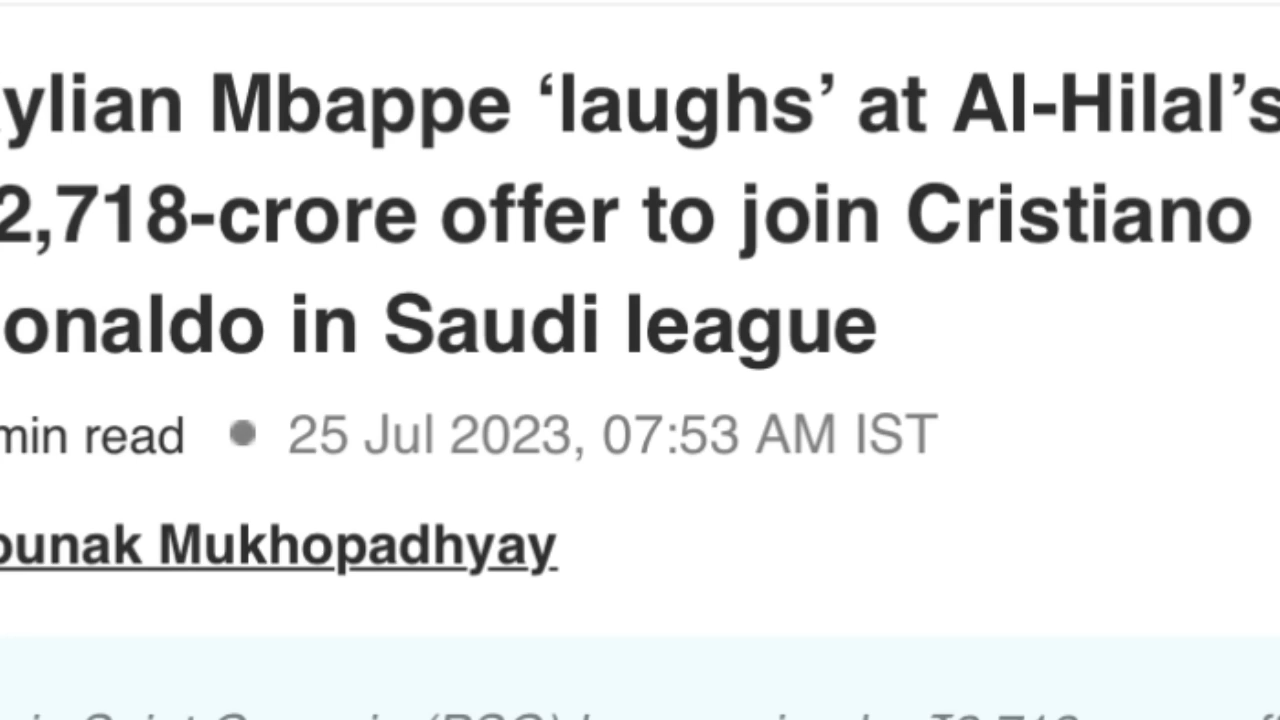 ylian Mbappe ‘laughs’ at Al-Hilal’s
2,718-crore offer to join Cristiano
onaldo in Saudi league
min read • 25 Jul 2023, 07:53 AM IST
ounak Mukhopadhyay